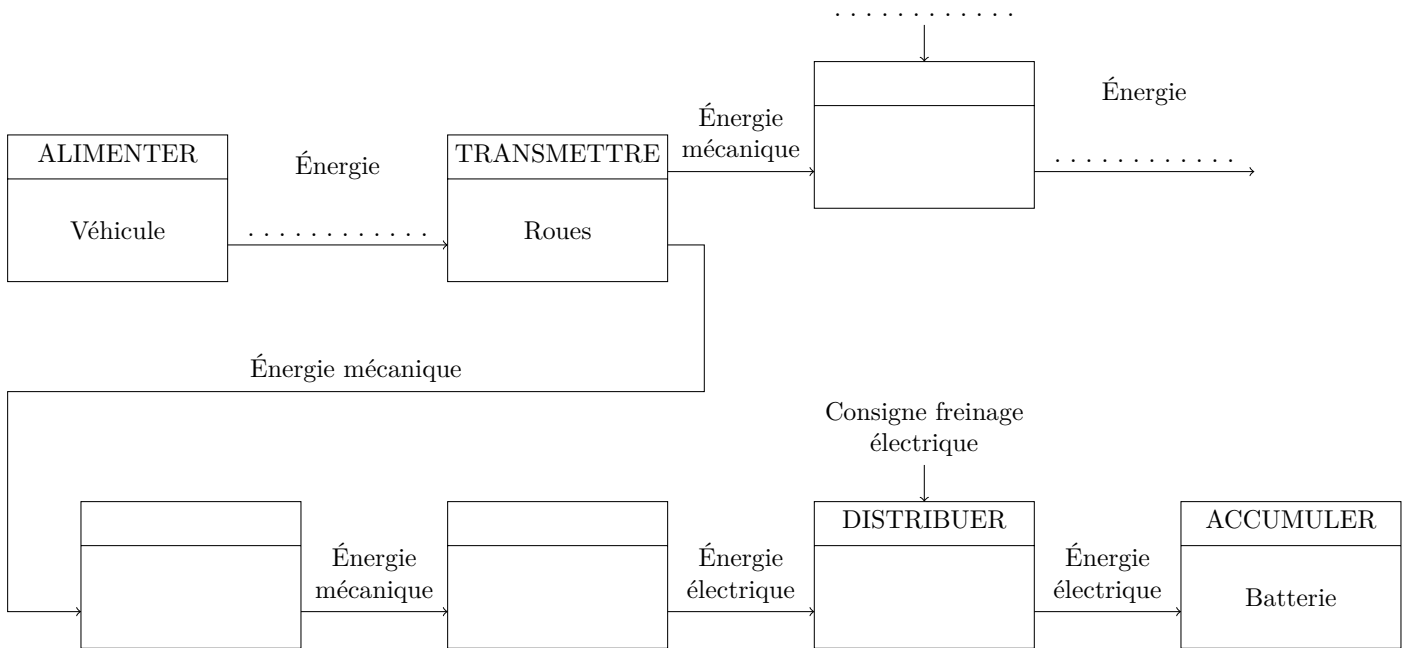 . . . . . . . . . . . .
Énergie
Énergie
mécanique
. . . . . . . . . . . .
ALIMENTER
Énergie
TRANSMETTRE
Véhicule
. . . . . . . . . . . .
Roues
Énergie mécanique
Consigne freinage
électrique
DISTRIBUER
ACCUMULER
Énergie
mécanique
Énergie
électrique
Énergie
électrique
Batterie